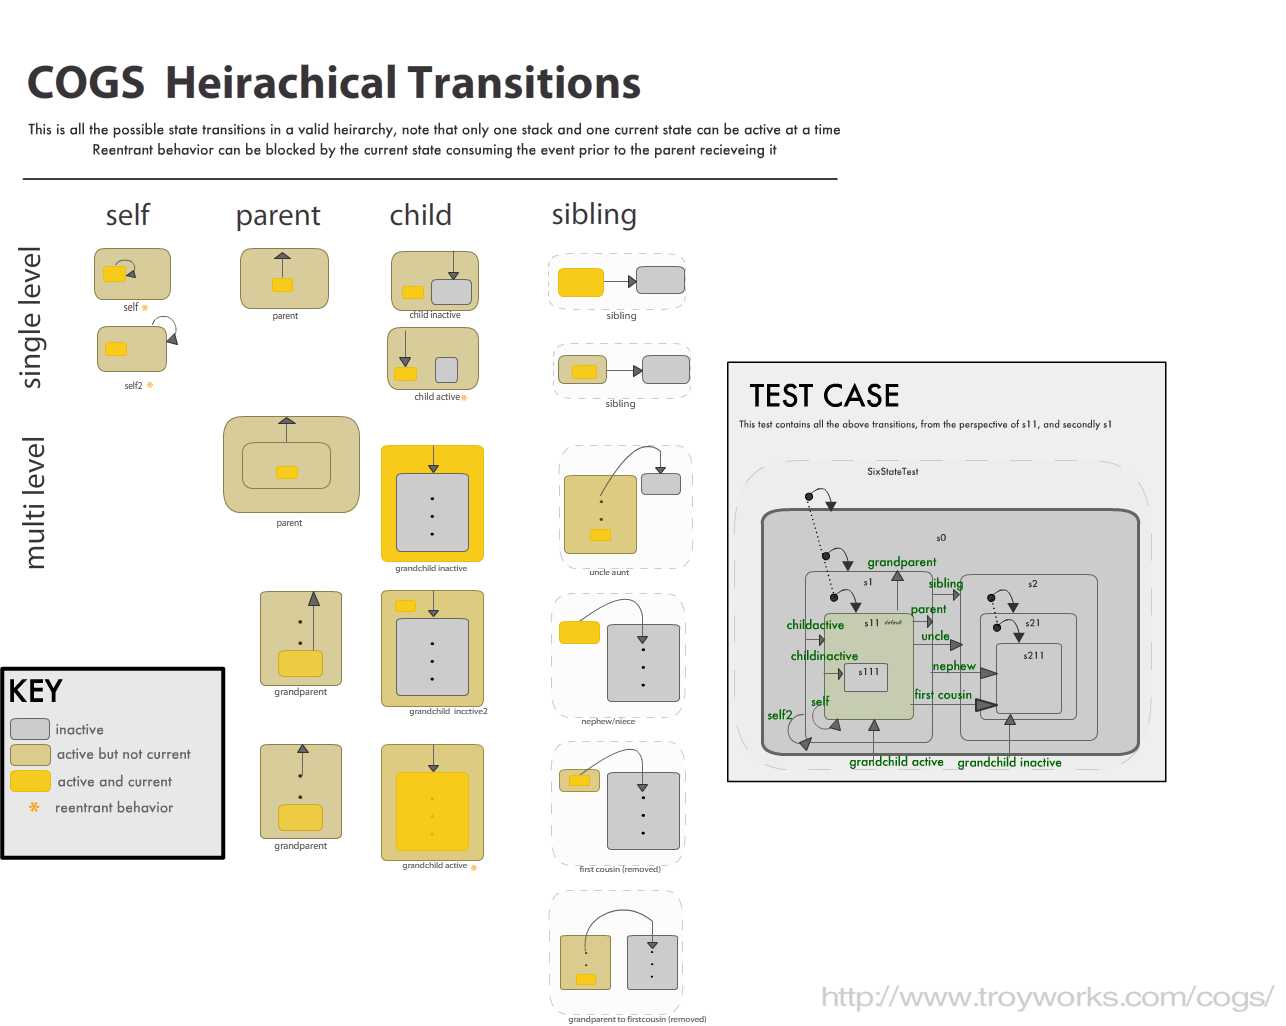 COGS Heirachical Transitions
This is all the possible state transitions in a valid heirarchy, note that only one stack and one current state can be active at a time
Reentrant behavior can be blocked by the current state consuming the event prior to the parent recieveing it
self
parent
child
sibling
single level
self *
parent
child inactive
sibling
self2 *
child active *
sibling
multi level
parent
grandchild inactive
uncle aunt
grandparent
grandchild incctive2
nephew/niece
grandparent
grandchild active *
first cousin (removed)
grandparent to firstcousin (removed)
KEY
inactive
active but not current
active and current
* reentrant behavior
TEST CASE
This test contains all the above transitions, from the perspective of s11, and secondly s1
SixStateTest
s0
grandparent
s1
sibling
s2
parent
childactive
s11 default
s21
uncle
childinactive
s211
nephew
s111
first cousin
self
self2
grandchild active
grandchild inactive
http://www.troyworks.com/cogs/